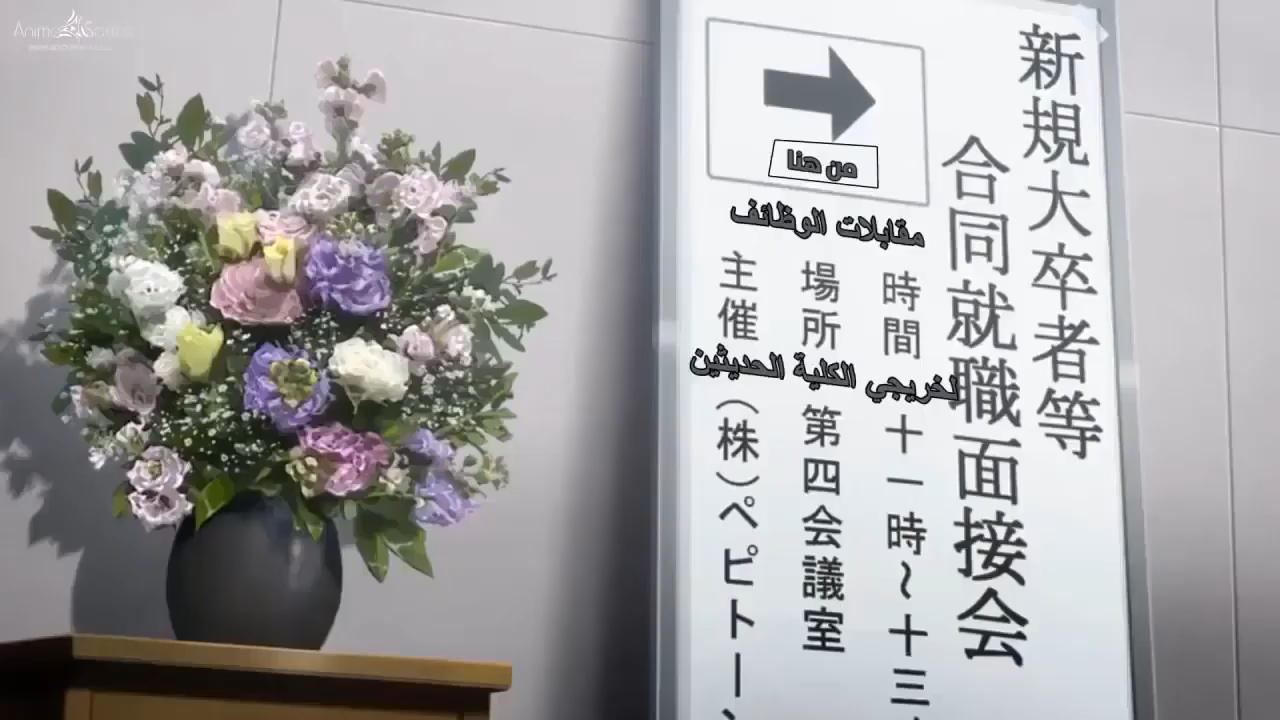 新規大卒者等
合同就職面接会
من هنا
مقابلات الوظائف
لخريجي الكلية الحديثين
時間 十一時～十三
場所 第四会議室
主催 (株)ペピトーン